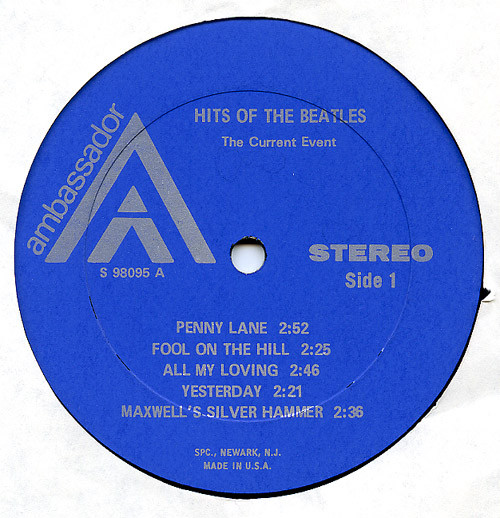 HITS OF THE BEATLES
The Current Event
ambassador
S 98095 A
STEREO
Side 1
PENNY LANE 2:52
FOOL ON THE HILL 2:25
ALL MY LOVING 2:46
YESTERDAY 2:21
MAXWELL'S SILVER HAMMER 2:36
SPC., NEWARK, N.J.
MADE IN U.S.A.